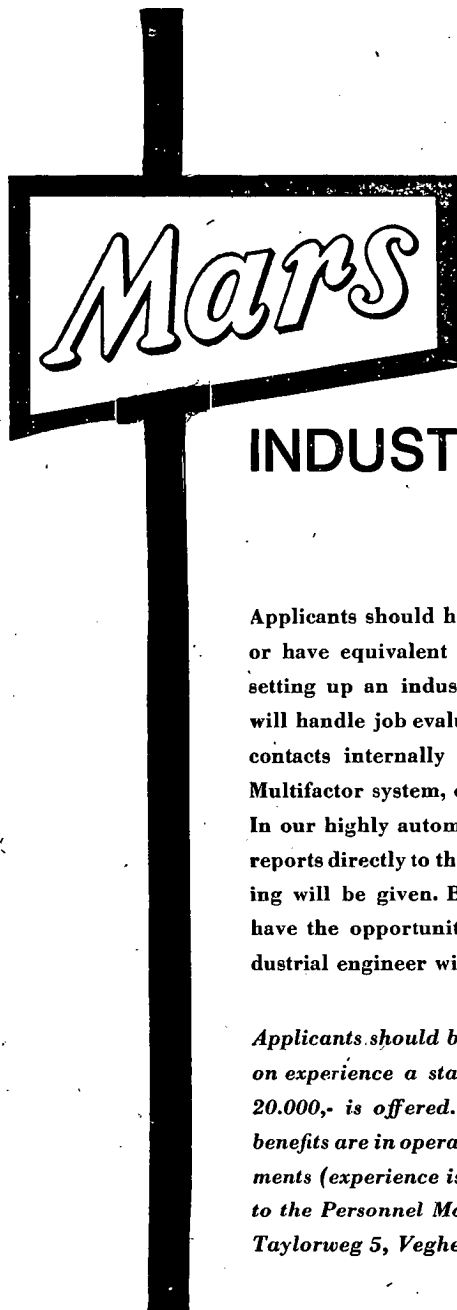 Mars
INDUST
Applicants should h
or have equivalent
setting up an indus
will handle job evalu
contacts internally
Multifactor system,
In our highly autom
reports directly to th
ing will be given. E
have the opportunit
dustrial engineer wi
Applicants should b
on experience a sta
20.000,- is offered.
benefits are in opera
ments (experience is
to the Personnel Ma
Taylorweg 5, Veghe